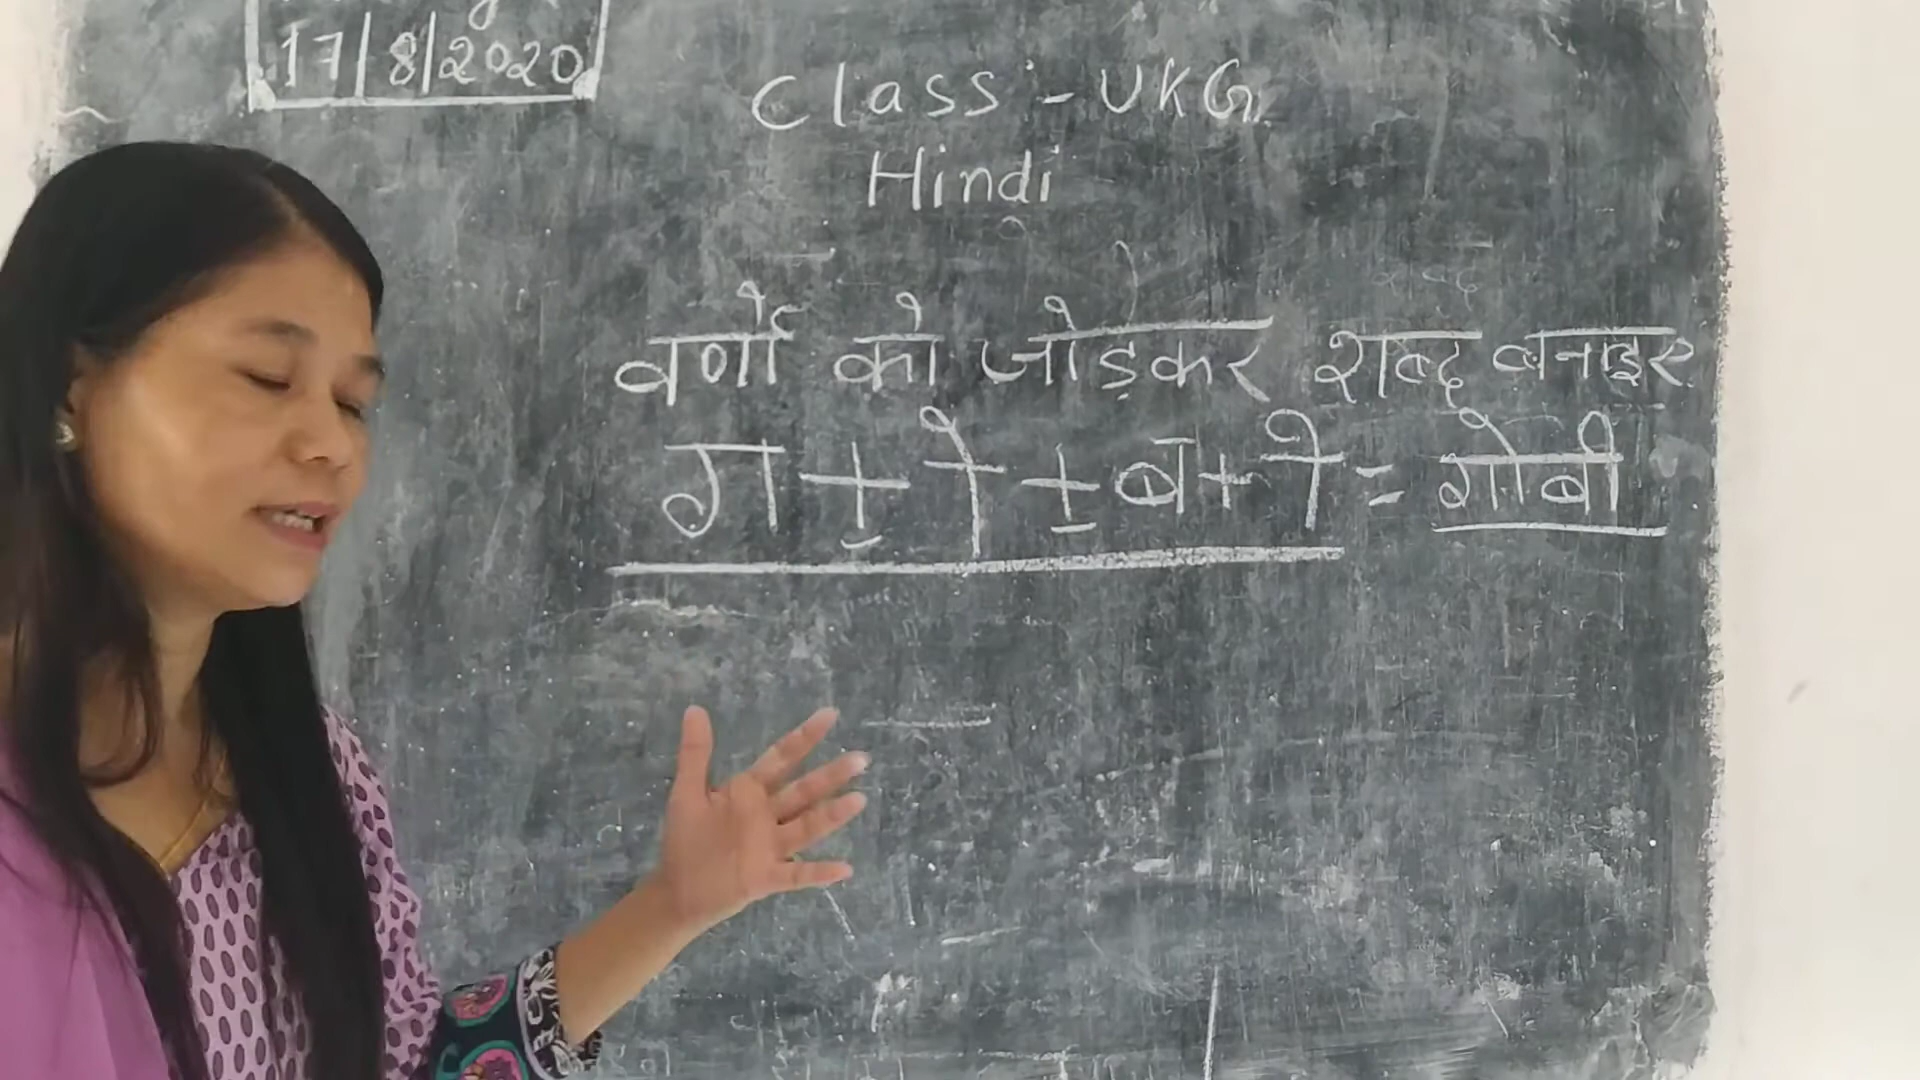 17/8/2020
Class - UKG
Hindi
वर्णो को जोड़कर शब्द बनाइए
ग + ो + ब + ी = गोबी